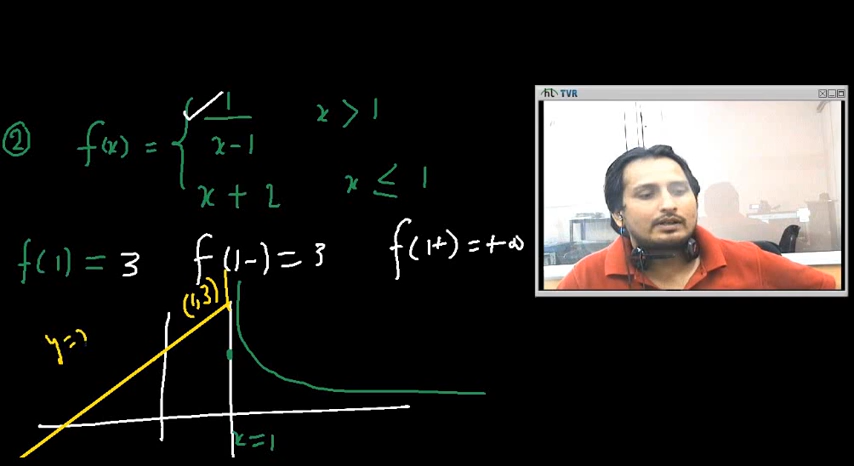 TVR
② f(x) = { 1/(x-1) x > 1
x + 2 x ≤ 1
f(1) = 3 f(1-) = 3 f(1+) = +∞
(1,3)
y=
x=1